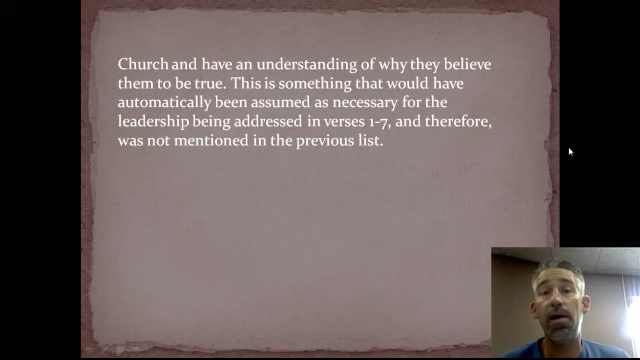 Church and have an understanding of why they believe
them to be true. This is something that would have
automatically been assumed as necessary for the
leadership being addressed in verses 1-7, and therefore,
was not mentioned in the previous list.